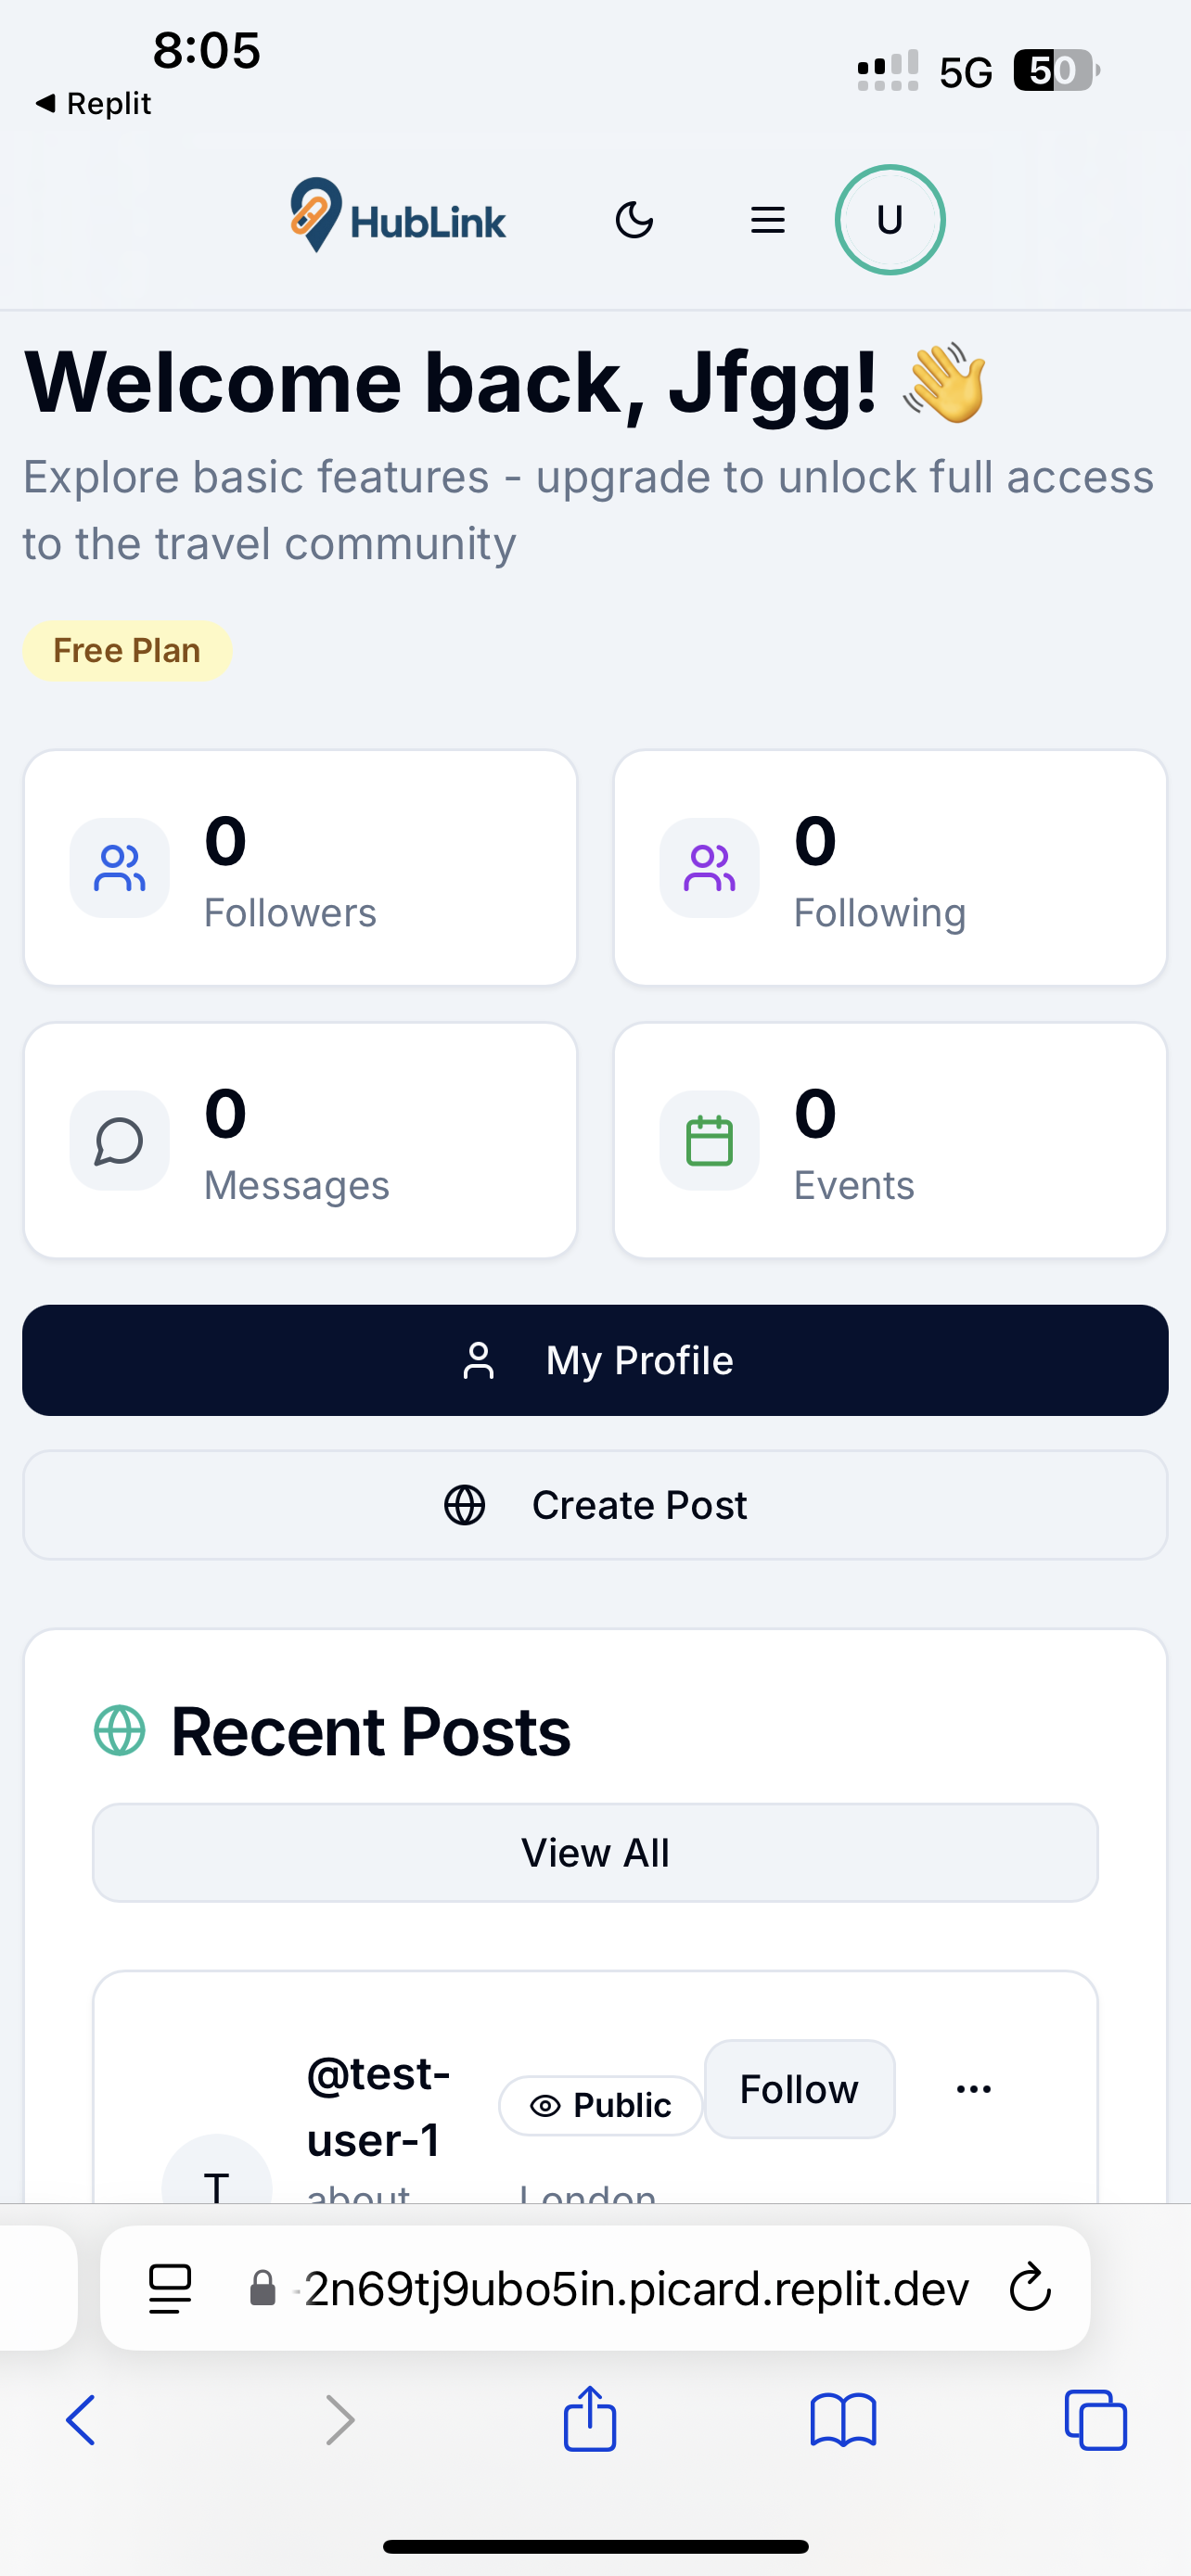 8:05
Replit
5G
50
HubLink
U
Welcome back, Jfgg! 👋
Explore basic features - upgrade to unlock full access
to the travel community
Free Plan
0
Followers
0
Following
0
Messages
0
Events
My Profile
Create Post
Recent Posts
View All
@test-
user-1
Public
Follow
T
about
London
-2n69tj9ubo5in.picard.replit.dev